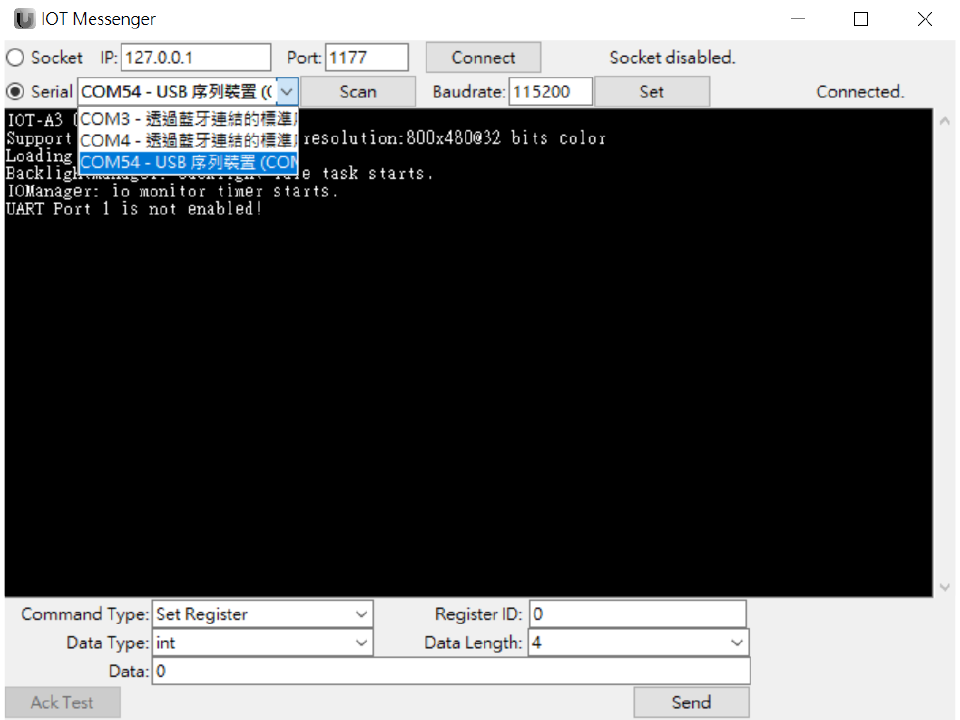 IOT Messenger
Socket IP: 127.0.0.1 Port: 1177 Connect Socket disabled.
Serial COM54 - USB 序列裝置 (C Scan Baudrate: 115200 Set Connected.
COM3 - 透過藍牙連結的標準
COM4 - 透過藍牙連結的標準
COM54 - USB 序列裝置 (COM
IOT-A3
Support resolution:800x480@32 bits color
Loading
task starts.
IOManager: io monitor timer starts.
UART Port 1 is not enabled!
Command Type: Set Register Register ID: 0
Data Type: int Data Length: 4
Data: 0
Ack Test Send